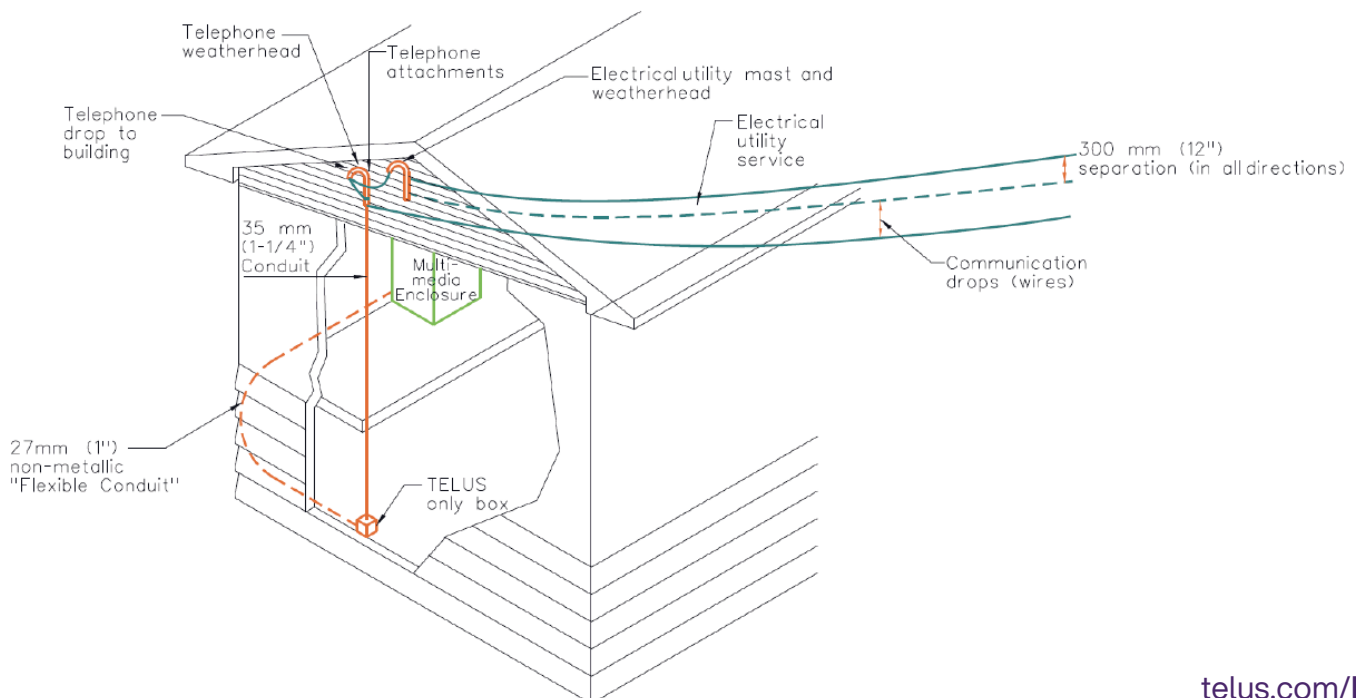 Telephone
weatherhead
Telephone
attachments
Electrical utility mast and
weatherhead
Telephone
drop to
building
Electrical
utility
service
300 mm (12")
separation (in all directions)
35 mm
(1-1/4")
Conduit
Multi-
media
Enclosure
Communication
drops (wires)
27mm (1")
non-metallic
"Flexible Conduit"
TELUS
only box
telus.com/